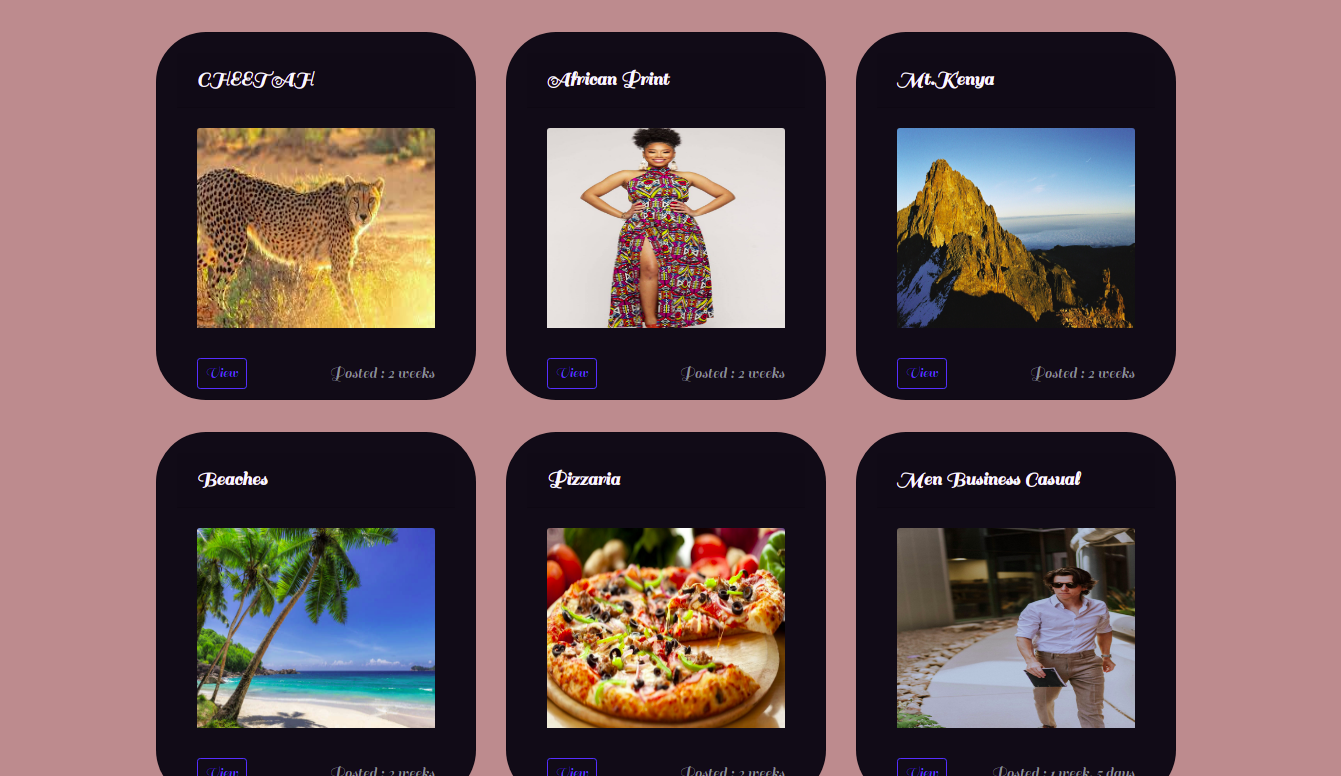 CHEETAH
African Print
Mt.Kenya
View
Posted : 2 weeks
View
Posted : 2 weeks
View
Posted : 2 weeks
Beaches
Pizzaria
Men Business Casual
View
Posted : 2 weeks
View
Posted : 2 weeks
View
Posted : 1 week, 5 days